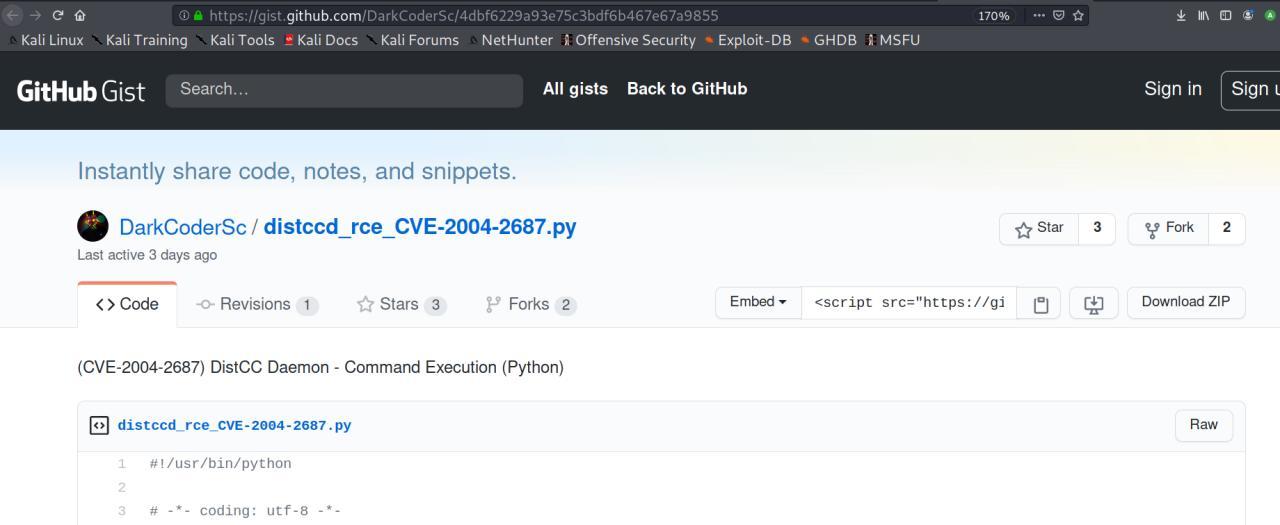 https://gist.github.com/DarkCoderSc/4dbf6229a93e75c3bdf6b467e67a9855 170%
Kali Linux Kali Training Kali Tools Kali Docs Kali Forums NetHunter Offensive Security Exploit-DB GHDB MSFU
GitHub Gist Search... All gists Back to GitHub Sign in Sign u
Instantly share code, notes, and snippets.
DarkCoderSc / distccd_rce_CVE-2004-2687.py Star 3 Fork 2
Last active 3 days ago
Code Revisions 1 Stars 3 Forks 2 Embed <script src="https://gi Download ZIP
(CVE-2004-2687) DistCC Daemon - Command Execution (Python)
distccd_rce_CVE-2004-2687.py Raw
1 #!/usr/bin/python
2
3 # -*- coding: utf-8 -*-